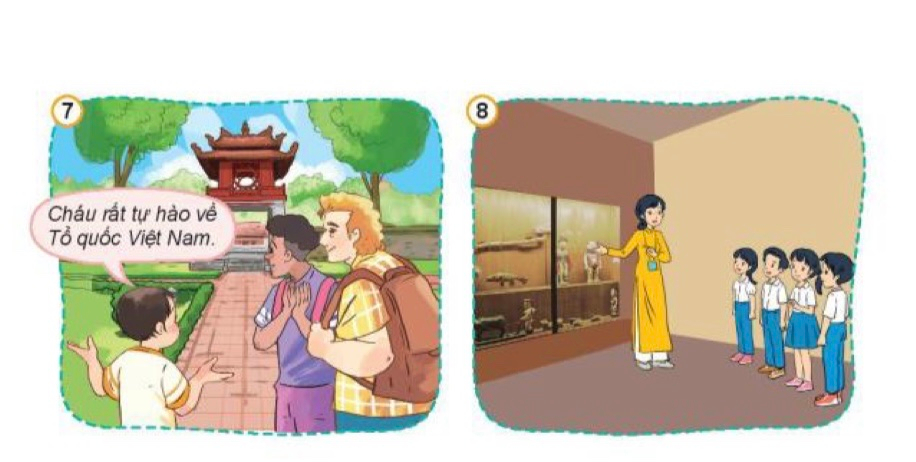 7
8
Cháu rất tự hào về
Tổ quốc Việt Nam.